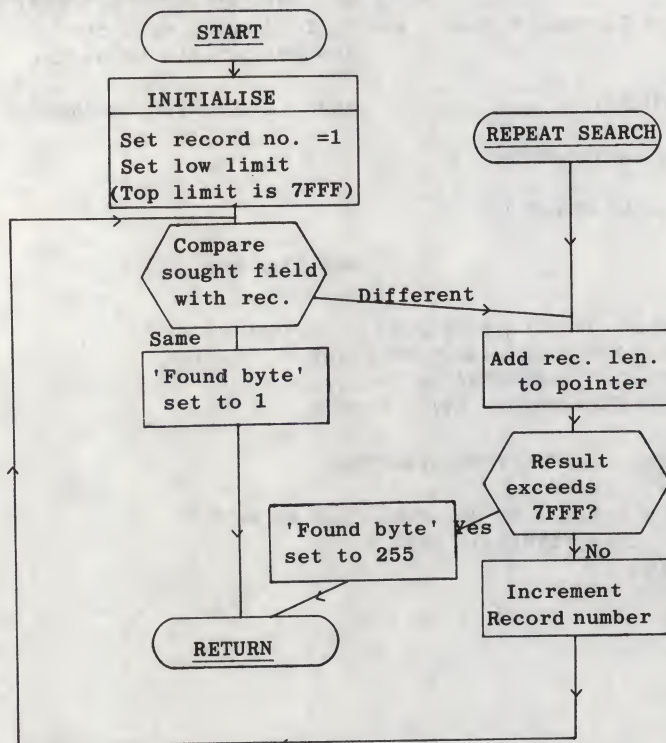 START
INITIALISE
Set record no. =1
Set low limit
(Top limit is 7FFF)
REPEAT SEARCH
Compare
sought field
with rec.
Different
Same
'Found byte'
set to 1
Add rec. len.
to pointer
Result
exceeds
7FFF?
Yes
'Found byte'
set to 255
No
Increment
Record number
RETURN